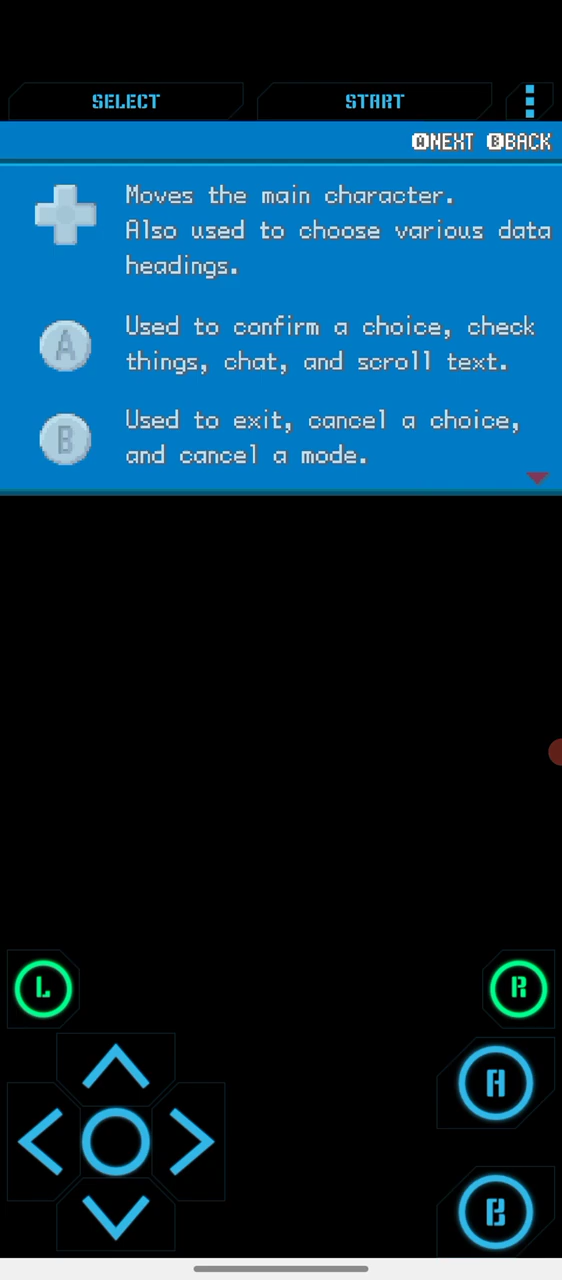 SELECT START
ⒶNEXT ⒷBACK
Moves the main character.
Also used to choose various data
headings.
A
Used to confirm a choice, check
things, chat, and scroll text.
B
Used to exit, cancel a choice,
and cancel a mode.
L R
A
B